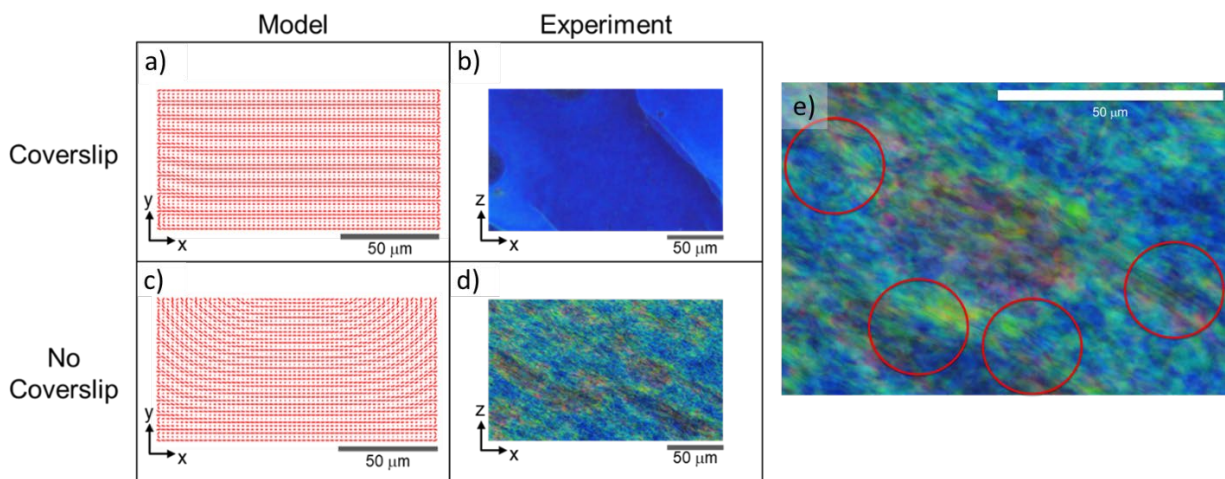 Model
Experiment
a)
b)
e)
50 μm
Coverslip
y
x
50 μm
z
x
50 μm
c)
d)
No
Coverslip
y
x
50 μm
z
x
50 μm